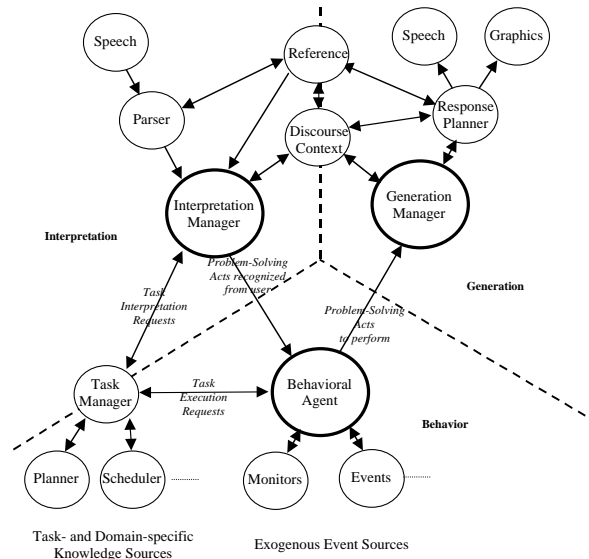 Speech
Reference
Speech
Graphics
Parser
Response
Planner
Discourse
Context
Interpretation
Manager
Generation
Manager
Interpretation
Problem-Solving
Acts recognized
from user
Generation
Task
Interpretation
Requests
Problem-Solving
Acts
to perform
Task
Manager
Task
Execution
Requests
Behavioral
Agent
Behavior
Planner
Scheduler
Monitors
Events
Task- and Domain-specific
Knowledge Sources
Exogenous Event Sources